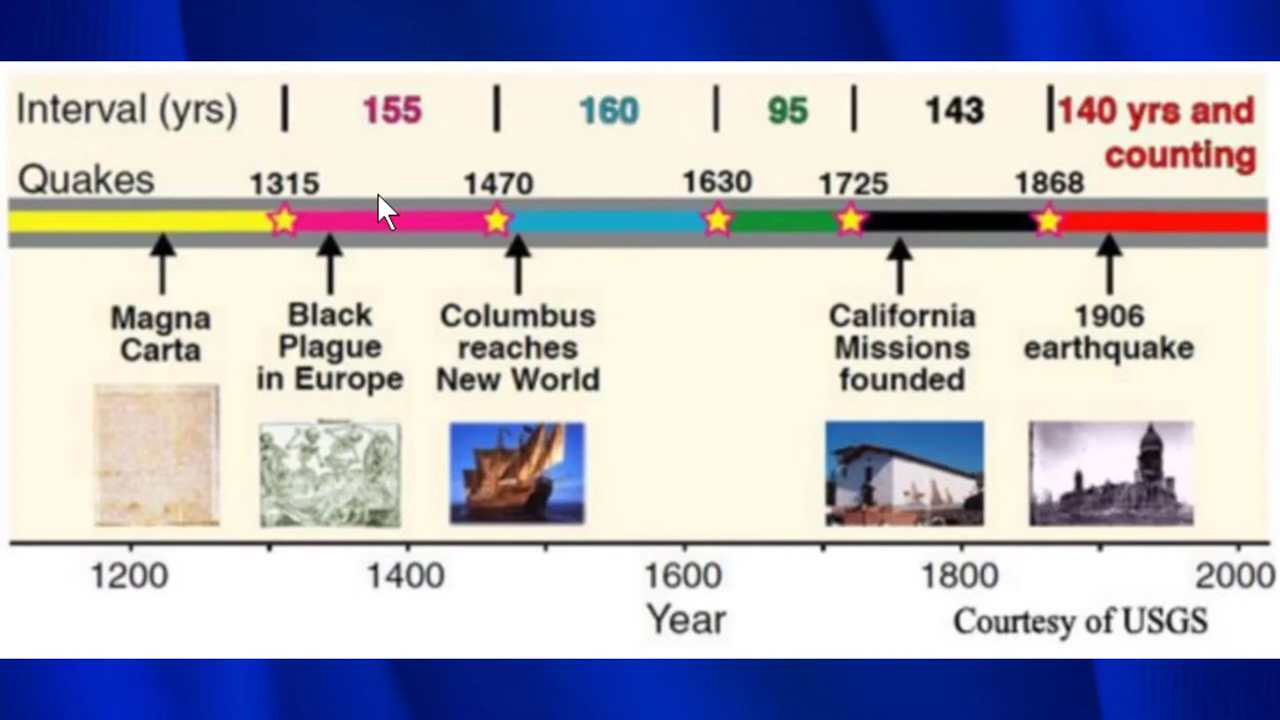 Interval (yrs) | 155 | 160 | 95 | 143 | 140 yrs and
counting
Quakes 1315 1470 1630 1725 1868
Magna
Carta
Black
Plague
in Europe
Columbus
reaches
New World
California
Missions
founded
1906
earthquake
1200 1400 1600 1800 2000
Year
Courtesy of USGS